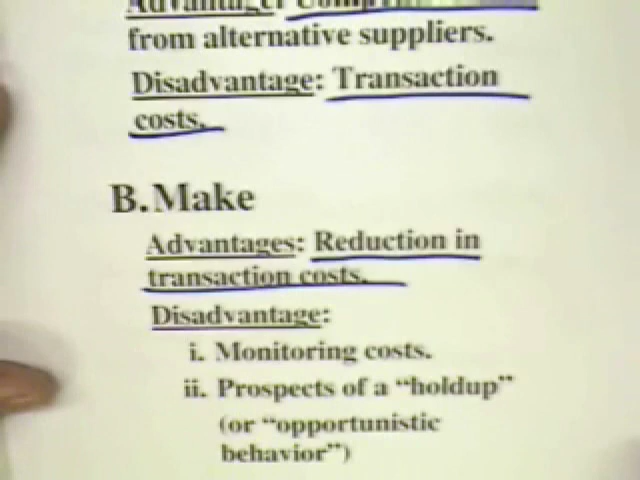 Advantage:
from alternative suppliers.
Disadvantage: Transaction
costs.
B. Make
Advantages: Reduction in
transaction costs.
Disadvantage:
i. Monitoring costs.
ii. Prospects of a “holdup”
(or “opportunistic
behavior”)